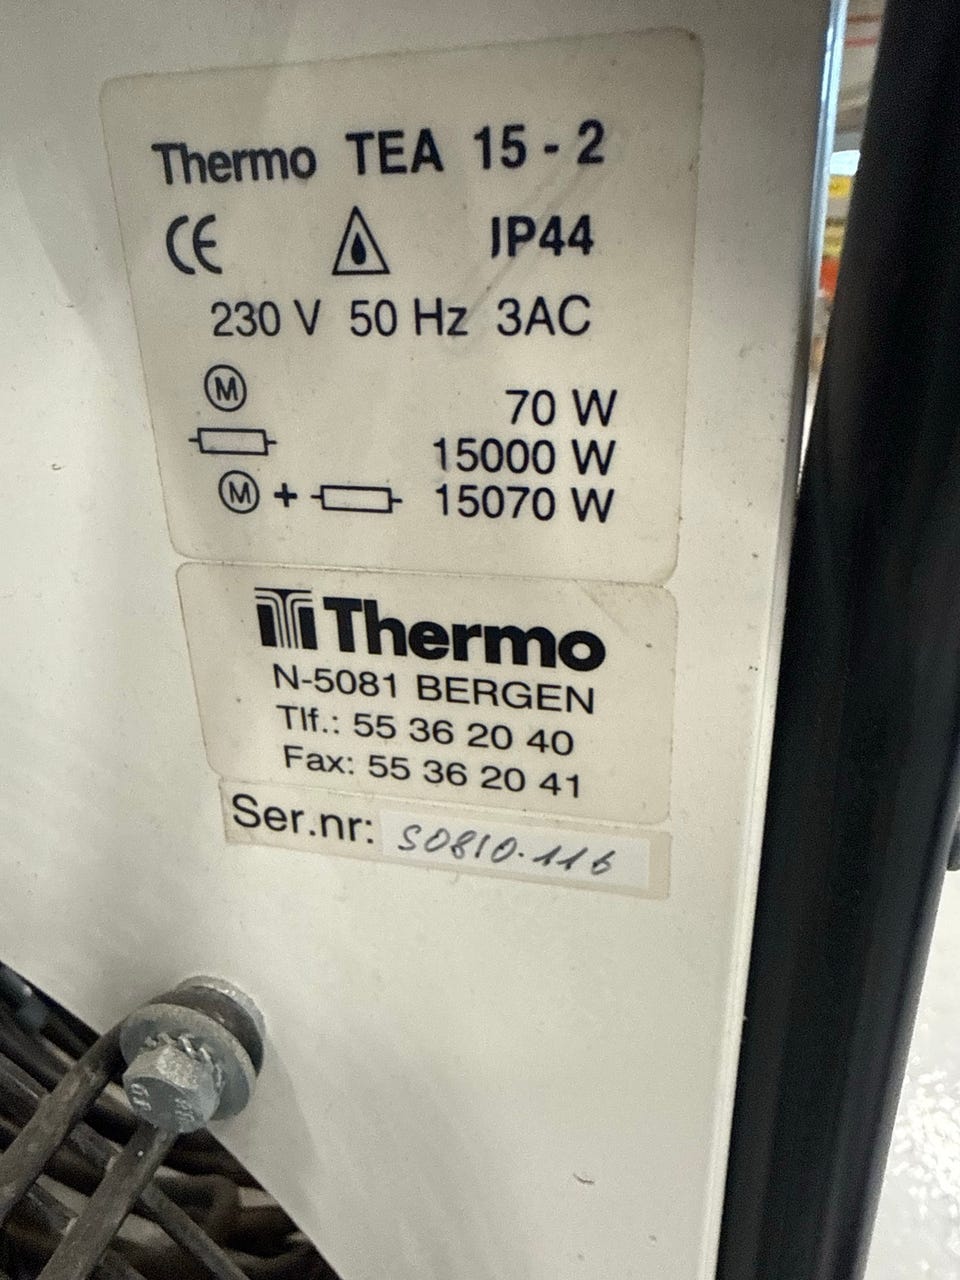 Thermo TEA 15 - 2
CE IP44
230 V 50 Hz 3AC
M 70 W
15000 W
M + 15070 W
Thermo
N-5081 BERGEN
Tlf.: 55 36 20 40
Fax: 55 36 20 41
Ser.nr: S0810.116